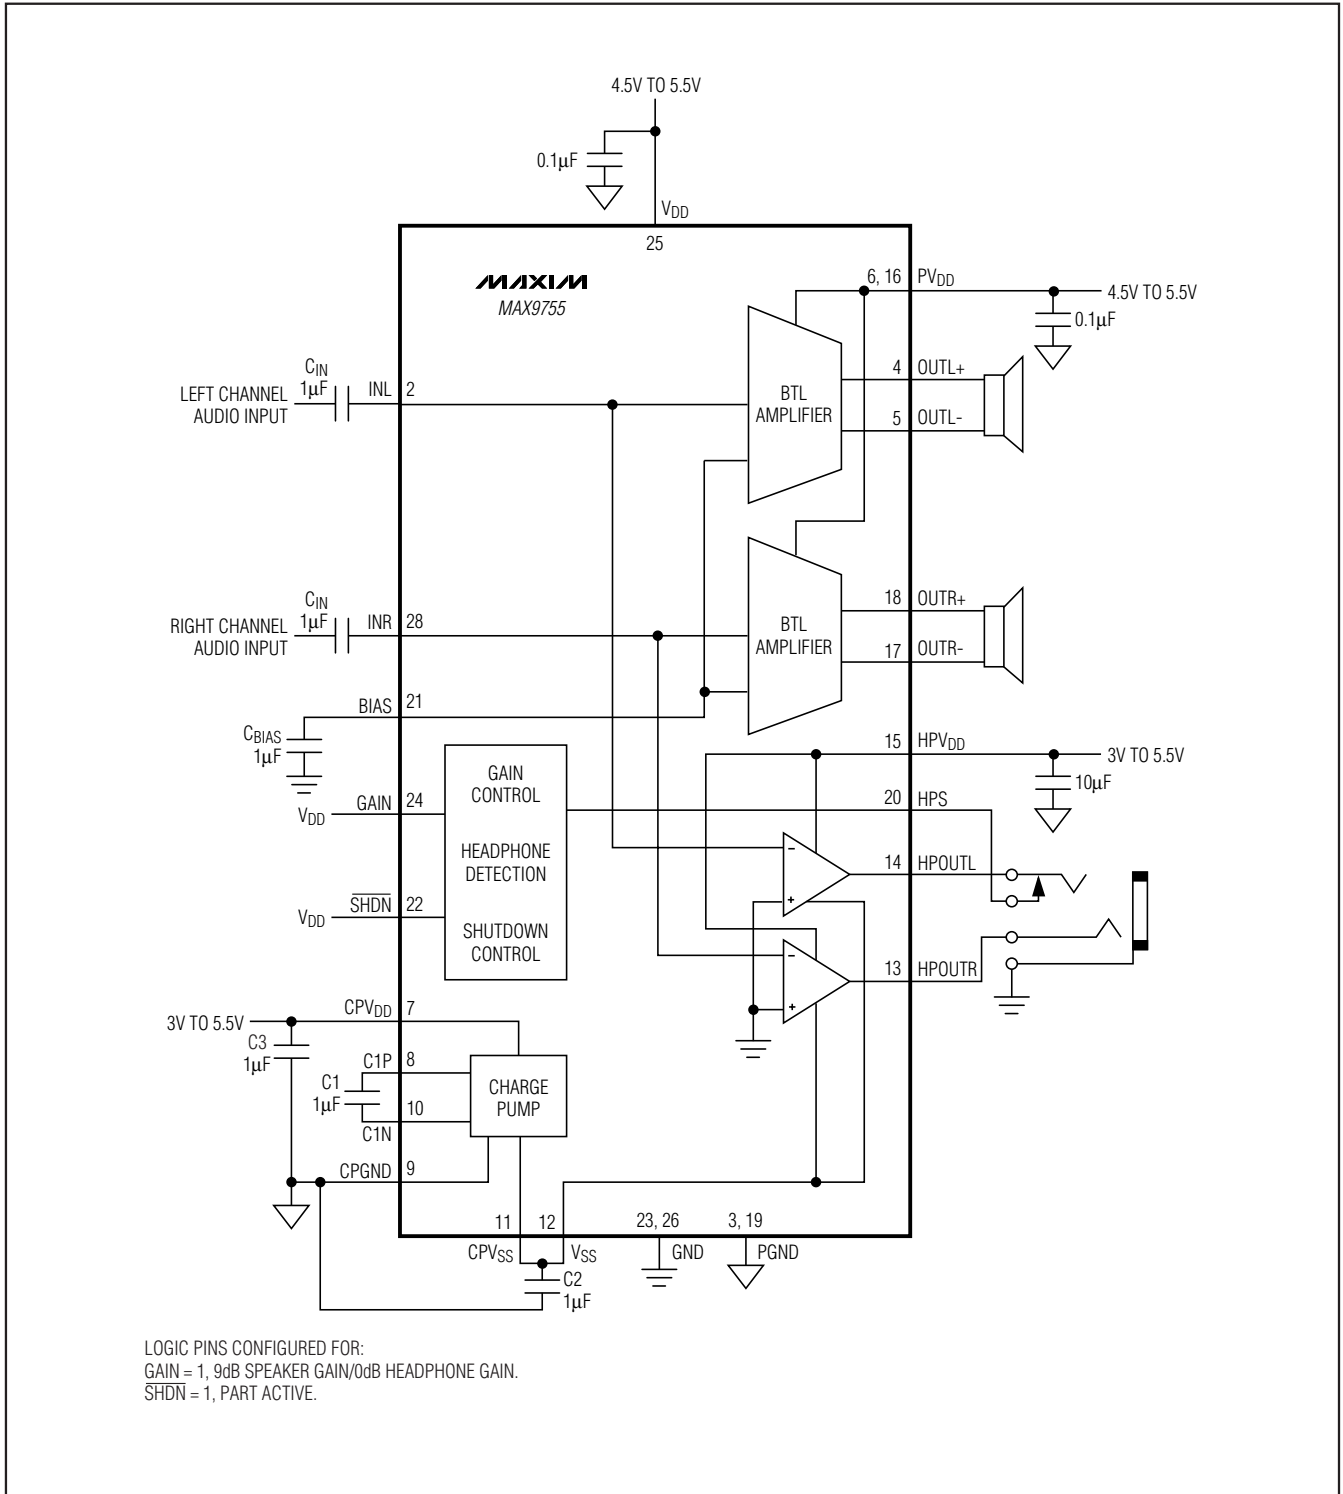 4.5V TO 5.5V
0.1µF
VDD
25
MAXIM
MAX9755
6, 16
PVDD
4.5V TO 5.5V
0.1µF
CIN
1µF
LEFT CHANNEL
AUDIO INPUT
INL
2
BTL
AMPLIFIER
4
OUTL+
5
OUTL-
CIN
1µF
RIGHT CHANNEL
AUDIO INPUT
INR
28
BTL
AMPLIFIER
18
OUTR+
17
OUTR-
BIAS
21
CBIAS
1µF
15
HPVDD
3V TO 5.5V
10µF
GAIN
CONTROL
HEADPHONE
DETECTION
SHUTDOWN
CONTROL
VDD
GAIN
24
20
HPS
VDD
SHDN
22
-
+
14
HPOUTL
-
+
13
HPOUTR
3V TO 5.5V
CPVDD
7
C3
1µF
C1P
8
C1
1µF
10
C1N
CHARGE
PUMP
CPGND
9
11
12
23, 26
3, 19
CPVSS
VSS
GND
PGND
C2
1µF
LOGIC PINS CONFIGURED FOR:
GAIN = 1, 9dB SPEAKER GAIN/0dB HEADPHONE GAIN.
SHDN = 1, PART ACTIVE.